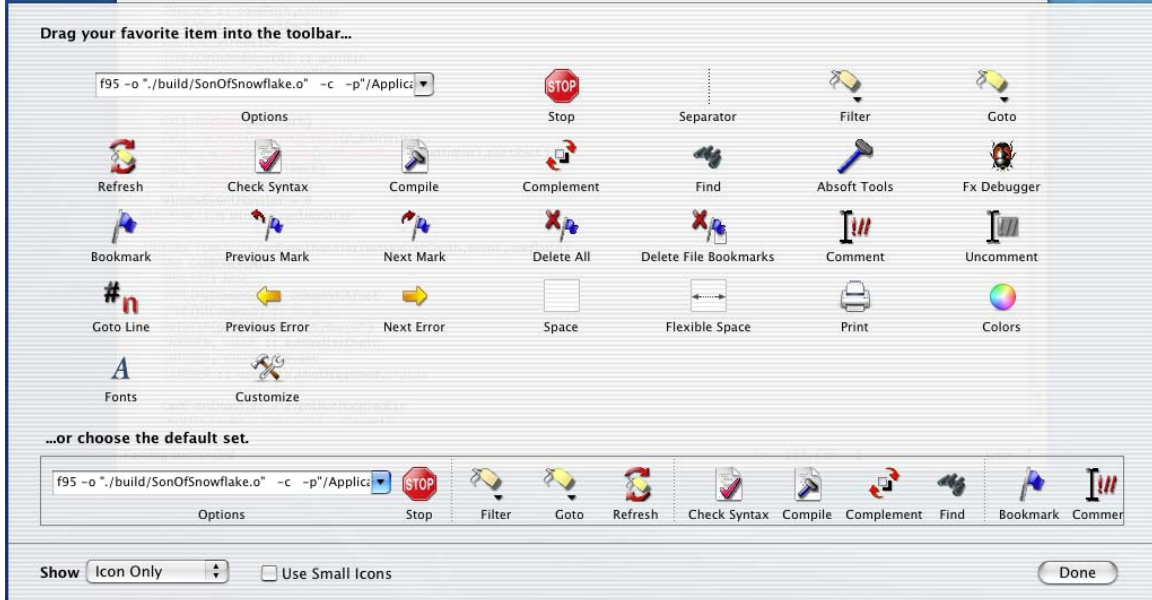 Drag your favorite item into the toolbar...
f95 -o "./build/SonOfSnowflake.o" -c -p"/Applica
STOP
Options Stop Separator Filter Goto
Refresh Check Syntax Compile Complement Find Absoft Tools Fx Debugger
Bookmark Previous Mark Next Mark Delete All Delete File Bookmarks Comment Uncomment
#n
Goto Line Previous Error Next Error Space Flexible Space Print Colors
A
Fonts Customize
...or choose the default set.
f95 -o "./build/SonOfSnowflake.o" -c -p"/Applica
STOP
Options Stop Filter Goto Refresh Check Syntax Compile Complement Find Bookmark Commer
Show Icon Only Use Small Icons Done